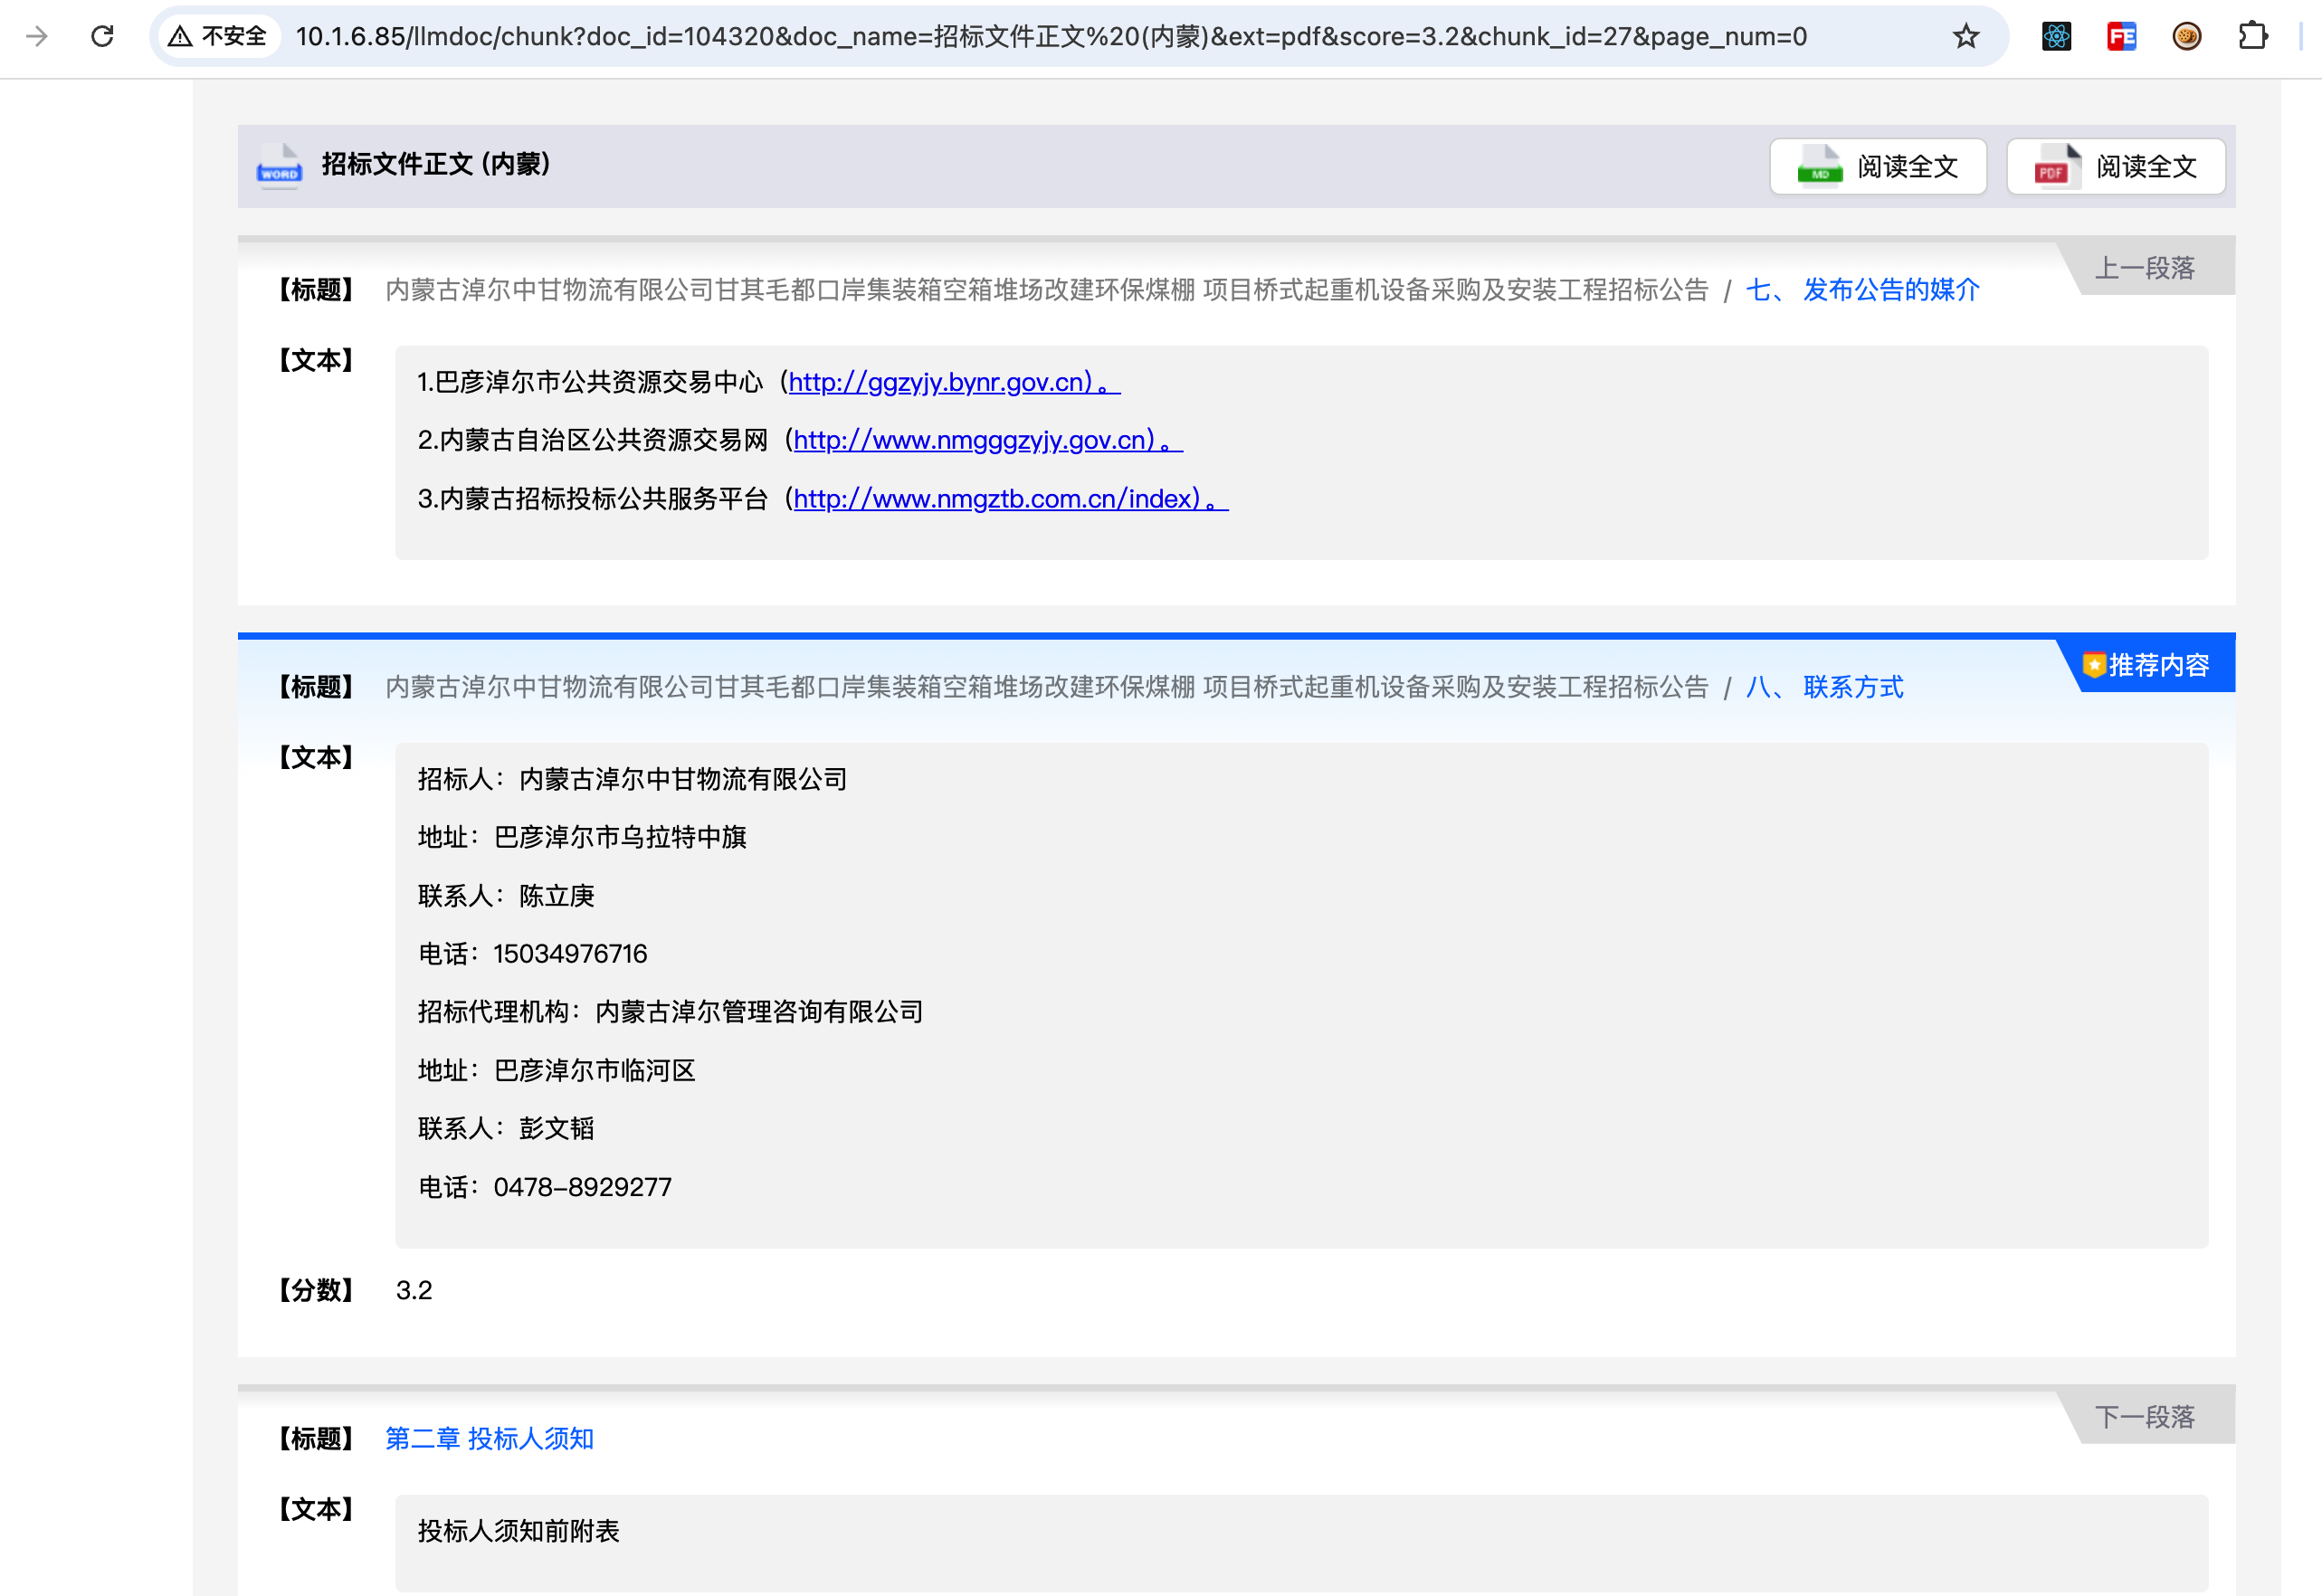 不安全 10.1.6.85/llmdoc/chunk?doc_id=104320&doc_name=招标文件正文%20(内蒙)&ext=pdf&score=3.2&chunk_id=27&page_num=0
FE
WORD 招标文件正文 (内蒙) MD 阅读全文 PDF 阅读全文
上一段落
【标题】 内蒙古淖尔中甘物流有限公司甘其毛都口岸集装箱空箱堆场改建环保煤棚 项目桥式起重机设备采购及安装工程招标公告 / 七、 发布公告的媒介
【文本】
1.巴彦淖尔市公共资源交易中心（http://ggzyjy.bynr.gov.cn）。
2.内蒙古自治区公共资源交易网（http://www.nmgggzyjy.gov.cn）。
3.内蒙古招标投标公共服务平台（http://www.nmgztb.com.cn/index）。
推荐内容
【标题】 内蒙古淖尔中甘物流有限公司甘其毛都口岸集装箱空箱堆场改建环保煤棚 项目桥式起重机设备采购及安装工程招标公告 / 八、 联系方式
【文本】
招标人：内蒙古淖尔中甘物流有限公司
地址：巴彦淖尔市乌拉特中旗
联系人：陈立庚
电话：15034976716
招标代理机构：内蒙古淖尔管理咨询有限公司
地址：巴彦淖尔市临河区
联系人：彭文韬
电话：0478-8929277
【分数】 3.2
下一段落
【标题】 第二章 投标人须知
【文本】
投标人须知前附表